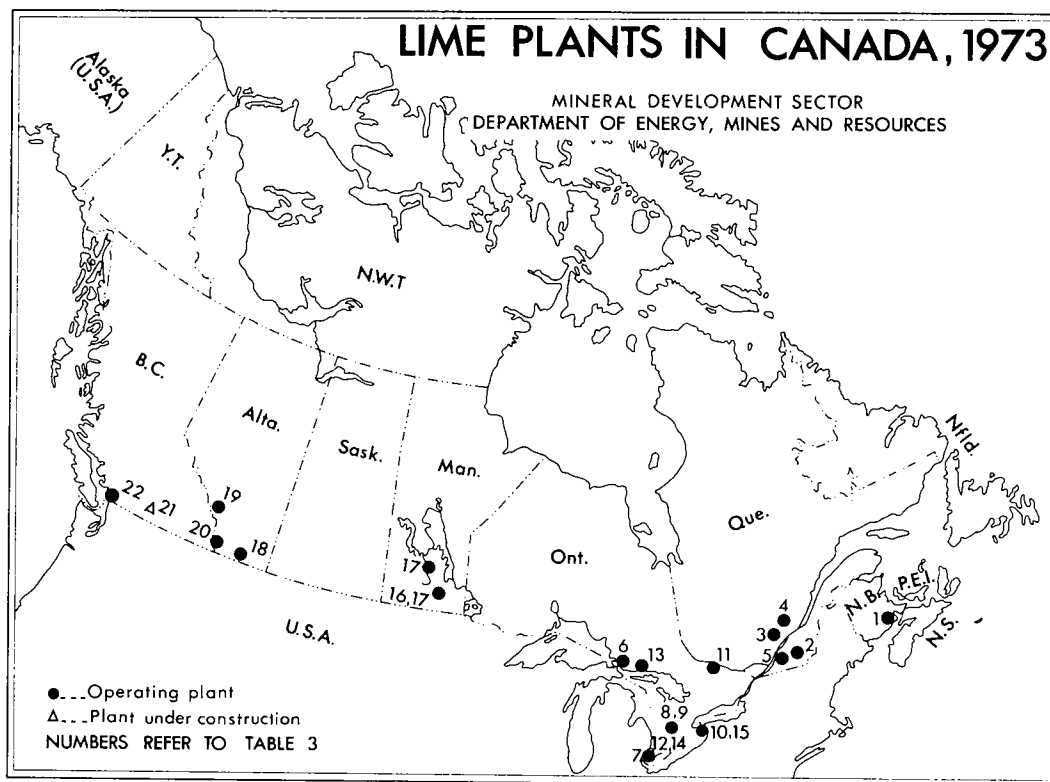 LIME PLANTS IN CANADA, 1973
MINERAL DEVELOPMENT SECTOR
DEPARTMENT OF ENERGY, MINES AND RESOURCES
Alaska
(U.S.A.)
Y.T.
N.W.T
B.C.
Alta.
Sask.
Man.
Ont.
Que.
Nfld.
N.B.
P.E.I.
N.S.
U.S.A.
22
21
19
20
18
17
16,17
6
13
11
4
3
5
2
1
8,9
10,15
12,14
7
●---Operating plant
△---Plant under construction
NUMBERS REFER TO TABLE 3